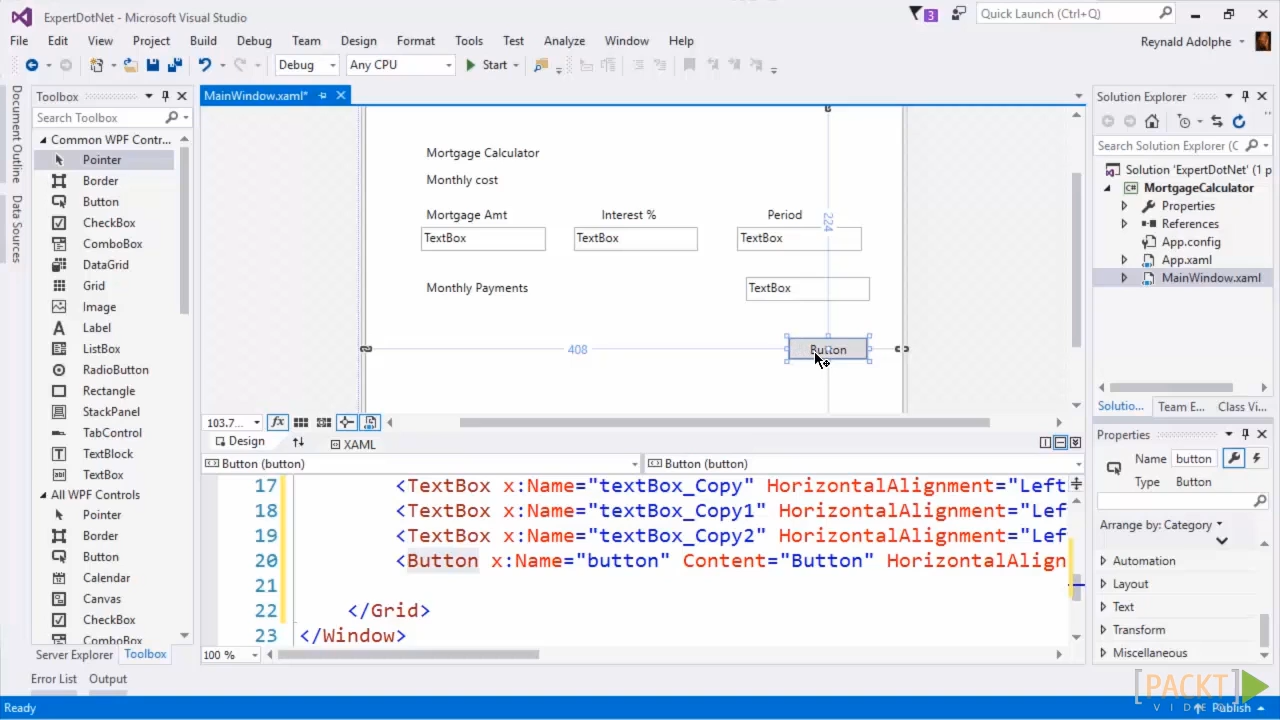 ExpertDotNet - Microsoft Visual Studio
3
Quick Launch (Ctrl+Q)
File Edit View Project Build Debug Team Design Format Tools Test Analyze Window Help
Reynald Adolphe
Debug Any CPU Start
Document Outline
Data Sources
Toolbox
Search Toolbox
Common WPF Contr...
Pointer
Border
Button
CheckBox
ComboBox
DataGrid
Grid
Image
Label
ListBox
RadioButton
Rectangle
StackPanel
TabControl
TextBlock
TextBox
All WPF Controls
Pointer
Border
Button
Calendar
Canvas
CheckBox
ComboBox
Server Explorer Toolbox
MainWindow.xaml*
Mortgage Calculator
Monthly cost
Mortgage Amt Interest % Period
224
TextBox TextBox TextBox
Monthly Payments TextBox
408 Button
103.7... fx
Design XAML
Button (button) Button (button)
17 <TextBox x:Name="textBox_Copy" HorizontalAlignment="Left
18 <TextBox x:Name="textBox_Copy1" HorizontalAlignment="Lef
19 <TextBox x:Name="textBox_Copy2" HorizontalAlignment="Lef
20 <Button x:Name="button" Content="Button" HorizontalAlign
21
22 </Grid>
23 </Window>
100 %
Solution Explorer
Search Solution Explorer (C
Solution 'ExpertDotNet' (1 p
MortgageCalculator
Properties
References
App.config
App.xaml
MainWindow.xaml
Solutio... Team E... Class Vi...
Properties
Name button
Type Button
Arrange by: Category
Automation
Layout
Text
Transform
Miscellaneous
Error List Output
PACKT
VIDEO
Ready
Publish